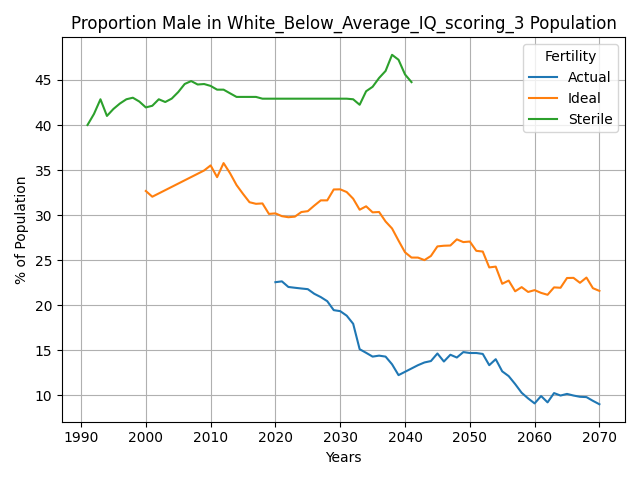 Proportion Male in White_Below_Average_IQ_scoring_3 Population
% of Population
45
40
35
30
25
20
15
10
Fertility
Actual
Ideal
Sterile
1990 2000 2010 2020 2030 2040 2050 2060 2070
Years